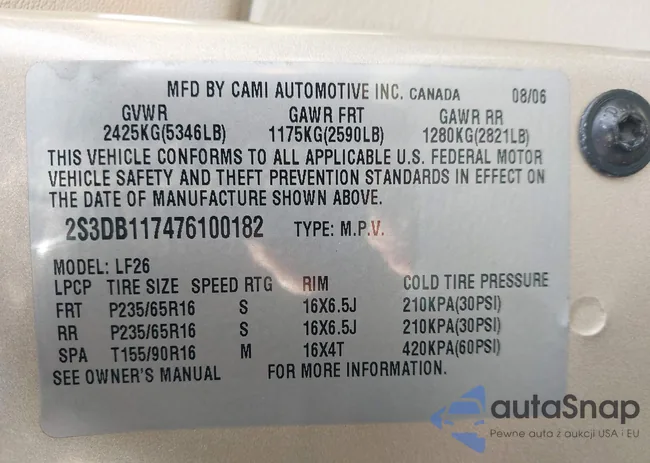 MFD BY CAMI AUTOMOTIVE INC. CANADA 08/06
GVWR GAWR FRT GAWR RR
2425KG(5346LB) 1175KG(2590LB) 1280KG(2821LB)
THIS VEHICLE CONFORMS TO ALL APPLICABLE U.S. FEDERAL MOTOR
VEHICLE SAFETY AND THEFT PREVENTION STANDARDS IN EFFECT ON
THE DATE OF MANUFACTURE SHOWN ABOVE.
2S3DB117476100182 TYPE: M.P.V.
MODEL: LF26
LPCP TIRE SIZE SPEED RTG RIM COLD TIRE PRESSURE
FRT P235/65R16 S 16X6.5J 210KPA(30PSI)
RR P235/65R16 S 16X6.5J 210KPA(30PSI)
SPA T155/90R16 M 16X4T 420KPA(60PSI)
SEE OWNER'S MANUAL FOR MORE INFORMATION.
autaSnap
Pewne auta z aukcji USA i EU